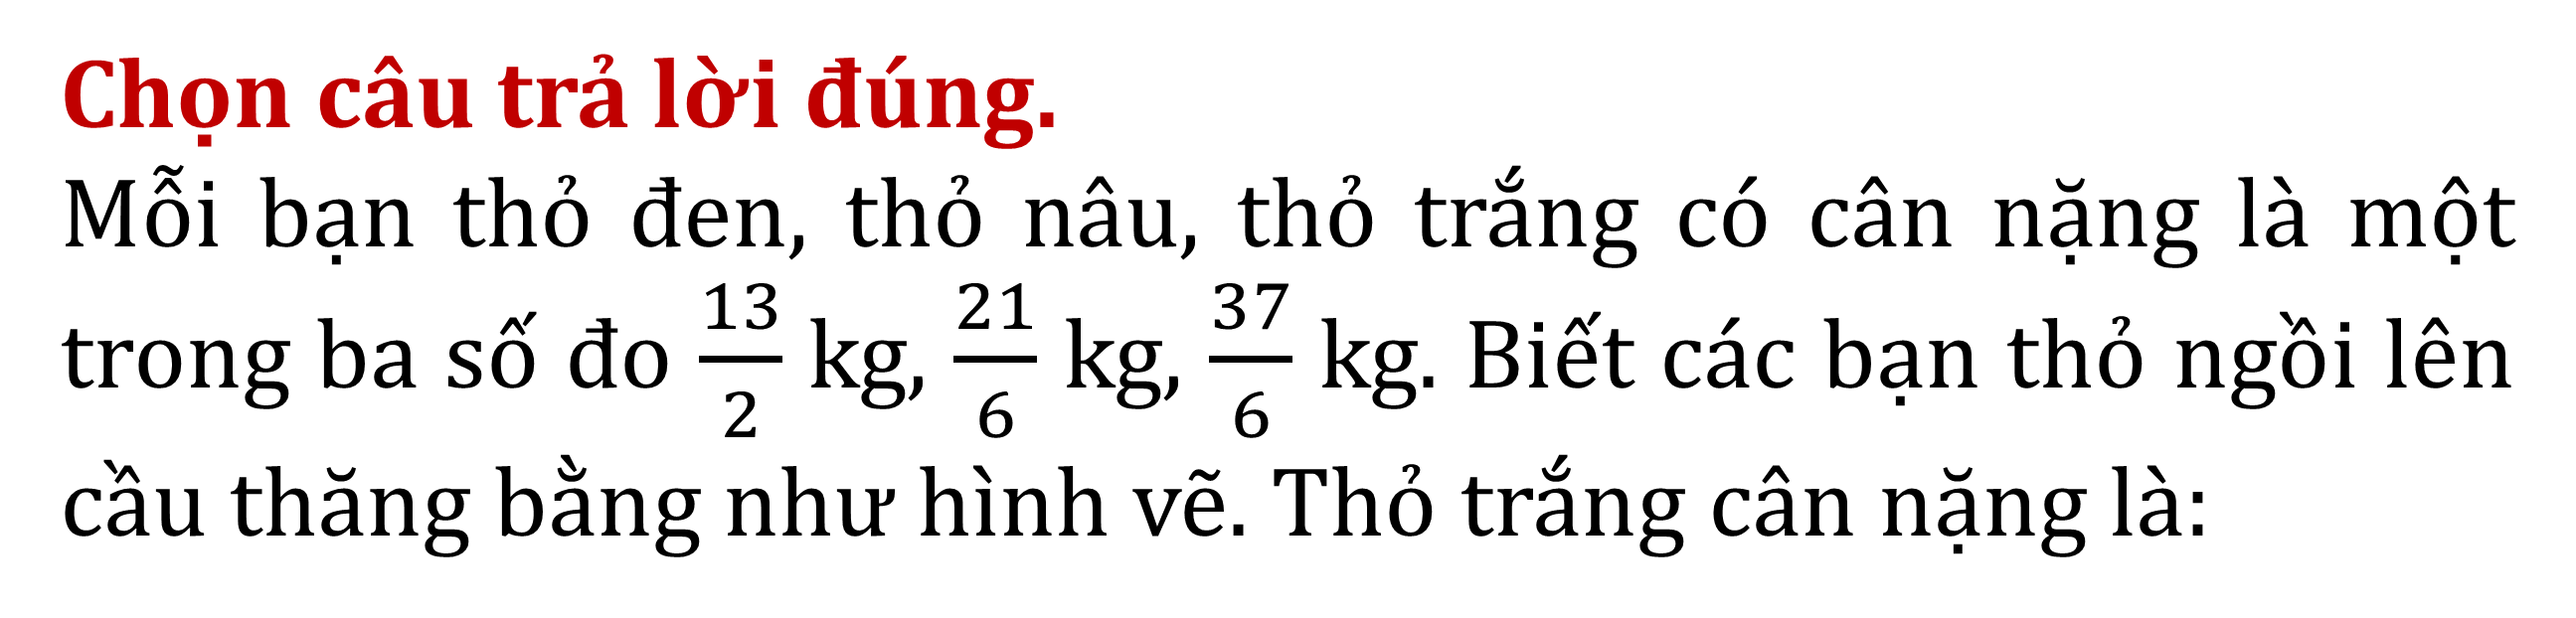 Chọn câu trả lời đúng.
Mỗi bạn thỏ đen, thỏ nâu, thỏ trắng có cân nặng là một
trong ba số đo 13/2 kg, 21/6 kg, 37/6 kg. Biết các bạn thỏ ngồi lên
cầu thăng bằng như hình vẽ. Thỏ trắng cân nặng là: